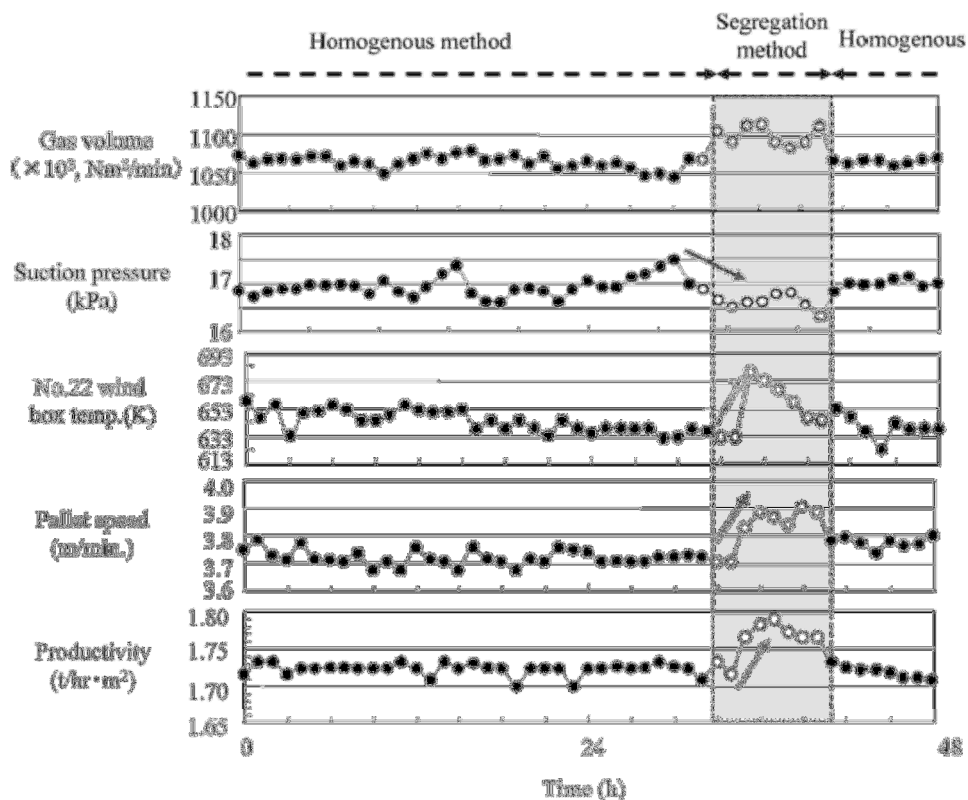 Homogenous method
Segregation
method
Homogenous
Gas volume
(×10³, Nm³/min)
1150
1100
1050
1000
Suction pressure
(kPa)
18
17
16
No.22 wind
box temp.(K)
693
673
653
633
613
Pallet speed
(m/min.)
4.0
3.9
3.8
3.7
3.6
Productivity
(t/hr·m²)
1.80
1.75
1.70
1.65
0
24
48
Time (h)